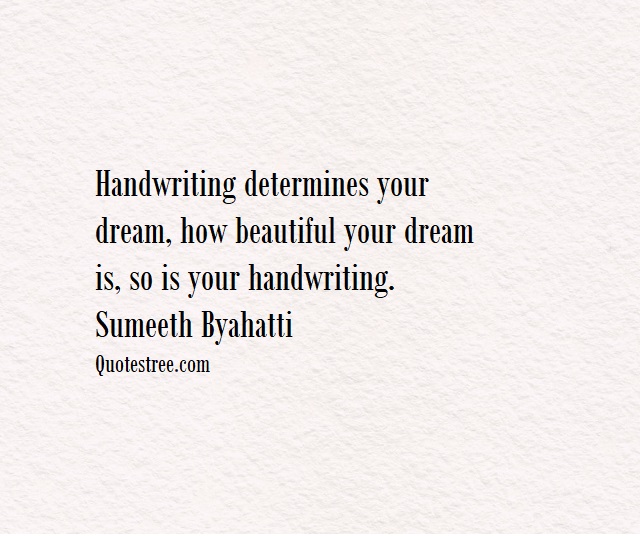 Handwriting determines your
dream, how beautiful your dream
is, so is your handwriting.
Sumeeth Byahatti
Quotestree.com